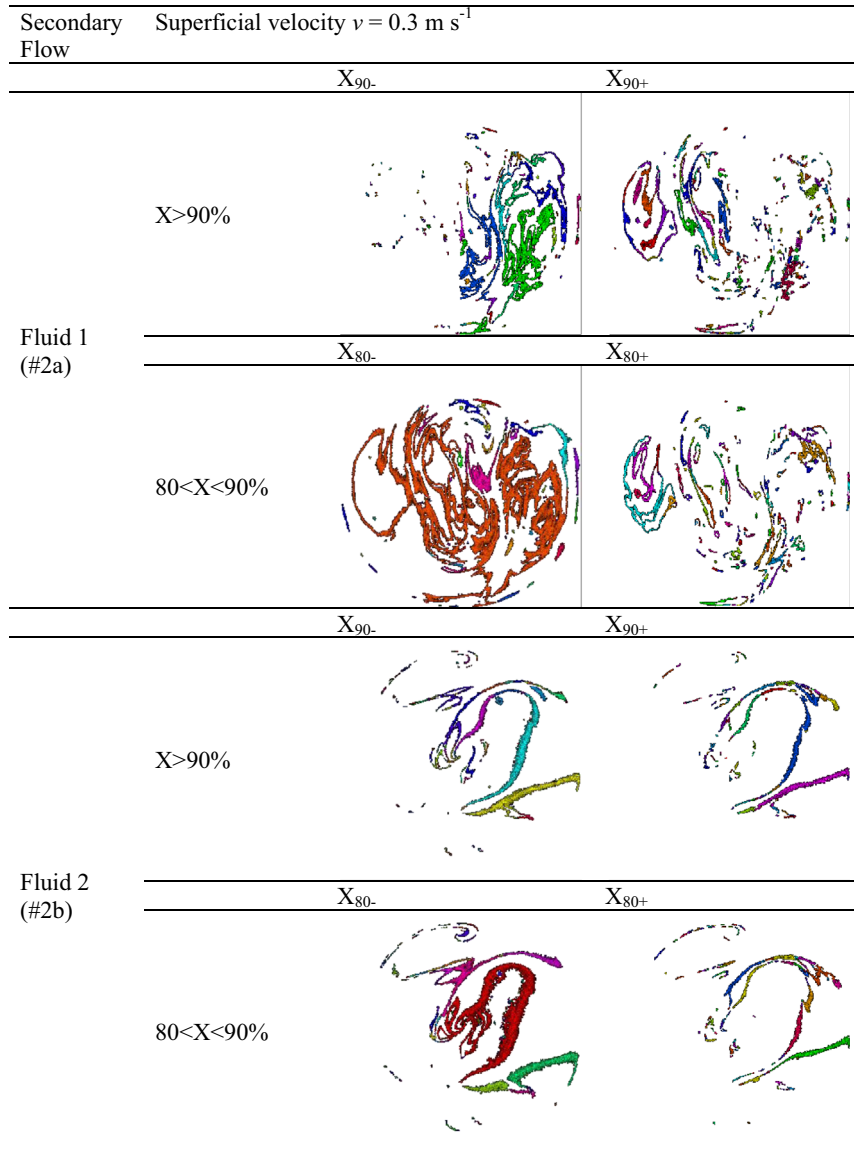 Secondary Superficial velocity v = 0.3 m s⁻¹
Flow
X₉₀₋ X₉₀₊
X>90%
Fluid 1
(#2a)
X₈₀₋ X₈₀₊
80<X<90%
X₉₀₋ X₉₀₊
X>90%
Fluid 2
(#2b)
X₈₀₋ X₈₀₊
80<X<90%